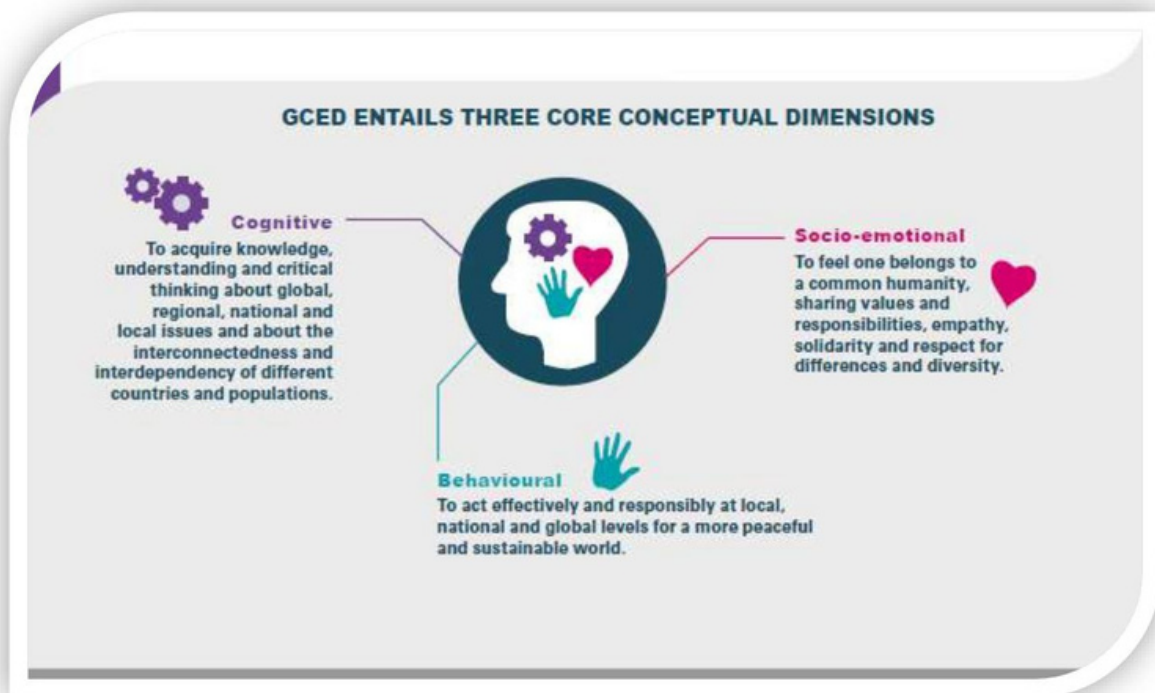 GCED ENTAILS THREE CORE CONCEPTUAL DIMENSIONS
Cognitive
To acquire knowledge,
understanding and critical
thinking about global,
regional, national and
local issues and about the
interconnectedness and
interdependency of different
countries and populations.
Socio-emotional
To feel one belongs to
a common humanity,
sharing values and
responsibilities, empathy,
solidarity and respect for
differences and diversity.
Behavioural
To act effectively and responsibly at local,
national and global levels for a more peaceful
and sustainable world.